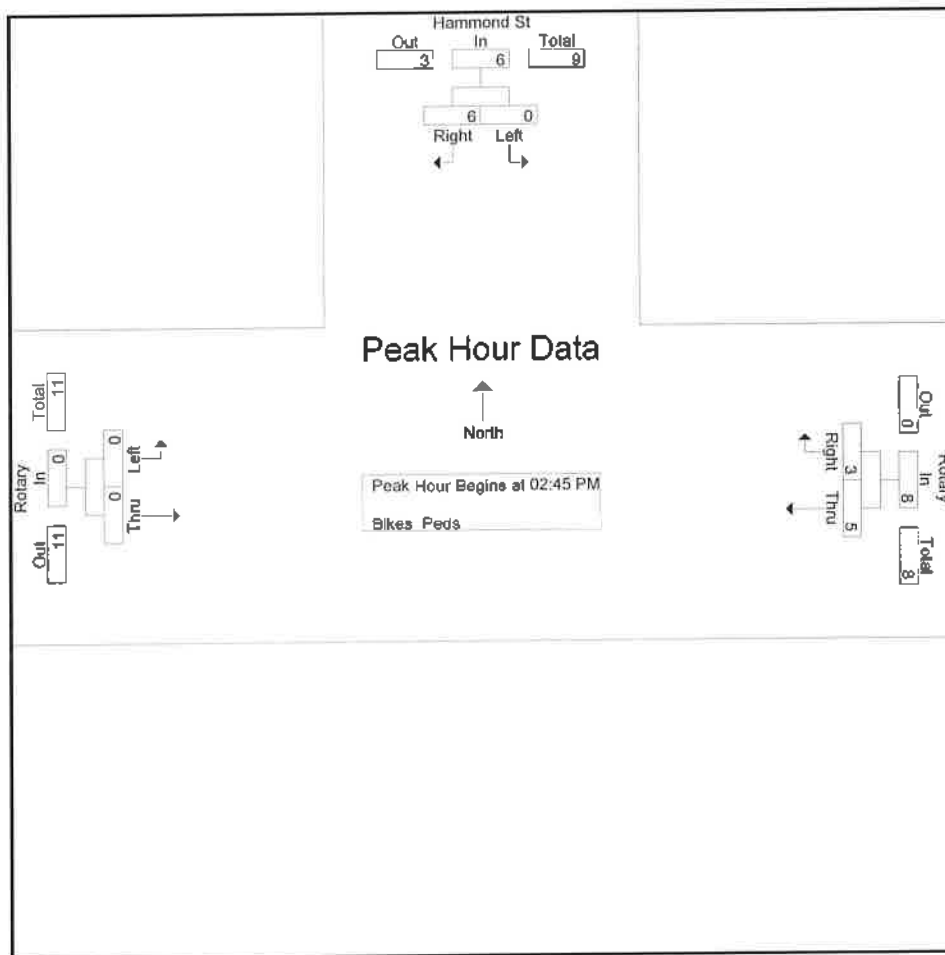 Hammond St
Out In Total
3 6 9
6 0
Right Left
Peak Hour Data
North
Peak Hour Begins at 02:45 PM
Bikes Peds
Rotary
Out In Total
11 0 11
Thru Left
0 0
Rotary
Out In Total
0 8 8
Right Thru
3 5